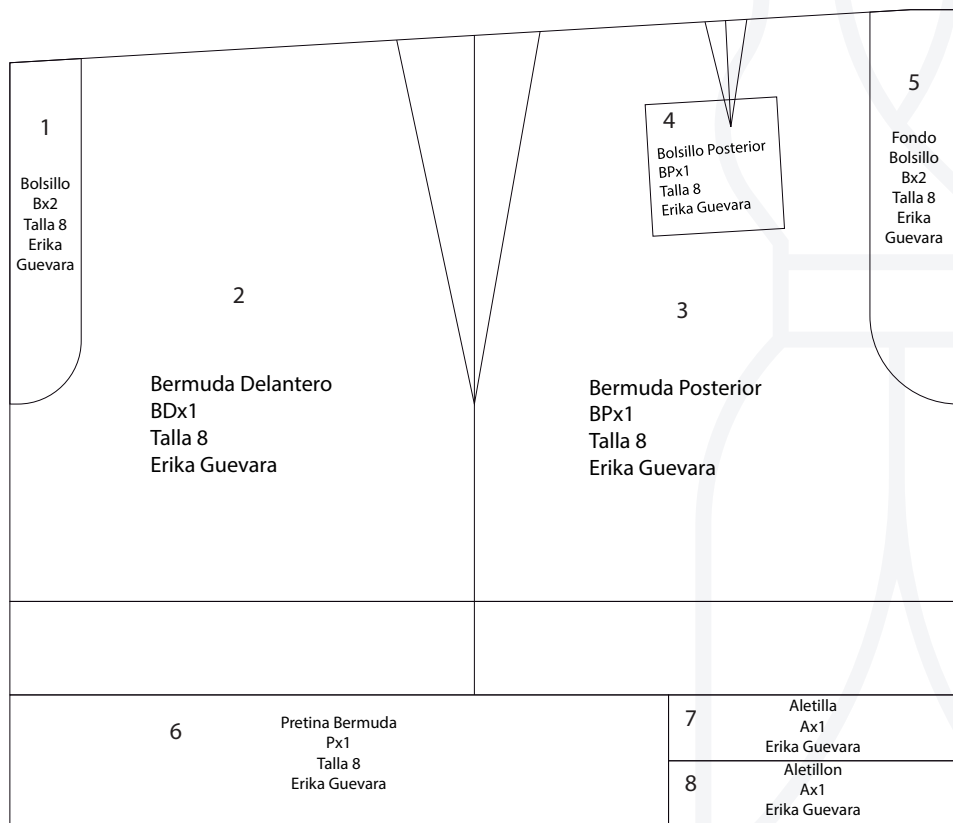 1
Bolsillo
Bx2
Talla 8
Erika
Guevara
2
Bermuda Delantero
BDx1
Talla 8
Erika Guevara
3
Bermuda Posterior
BPx1
Talla 8
Erika Guevara
4
Bolsillo Posterior
BPx1
Talla 8
Erika Guevara
5
Fondo
Bolsillo
Bx2
Talla 8
Erika
Guevara
6
Pretina Bermuda
Px1
Talla 8
Erika Guevara
7
Aletilla
Ax1
Erika Guevara
8
Aletillon
Ax1
Erika Guevara